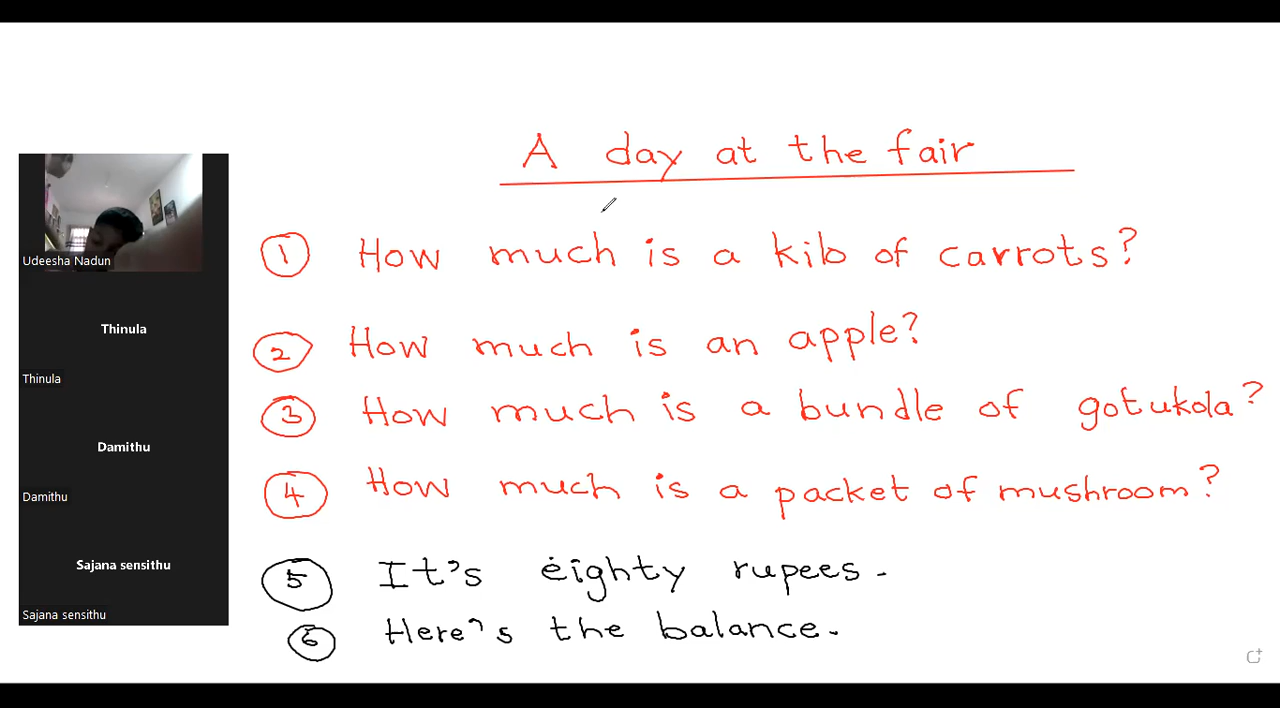 A day at the fair
Udeesha Nadun
Thinula
Thinula
Damithu
Damithu
Sajana sensithu
Sajana sensithu
1 How much is a kilo of carrots?
2 How much is an apple?
3 How much is a bundle of gotukola?
4 How much is a packet of mushroom?
5 It's eighty rupees.
6 Here's the balance.